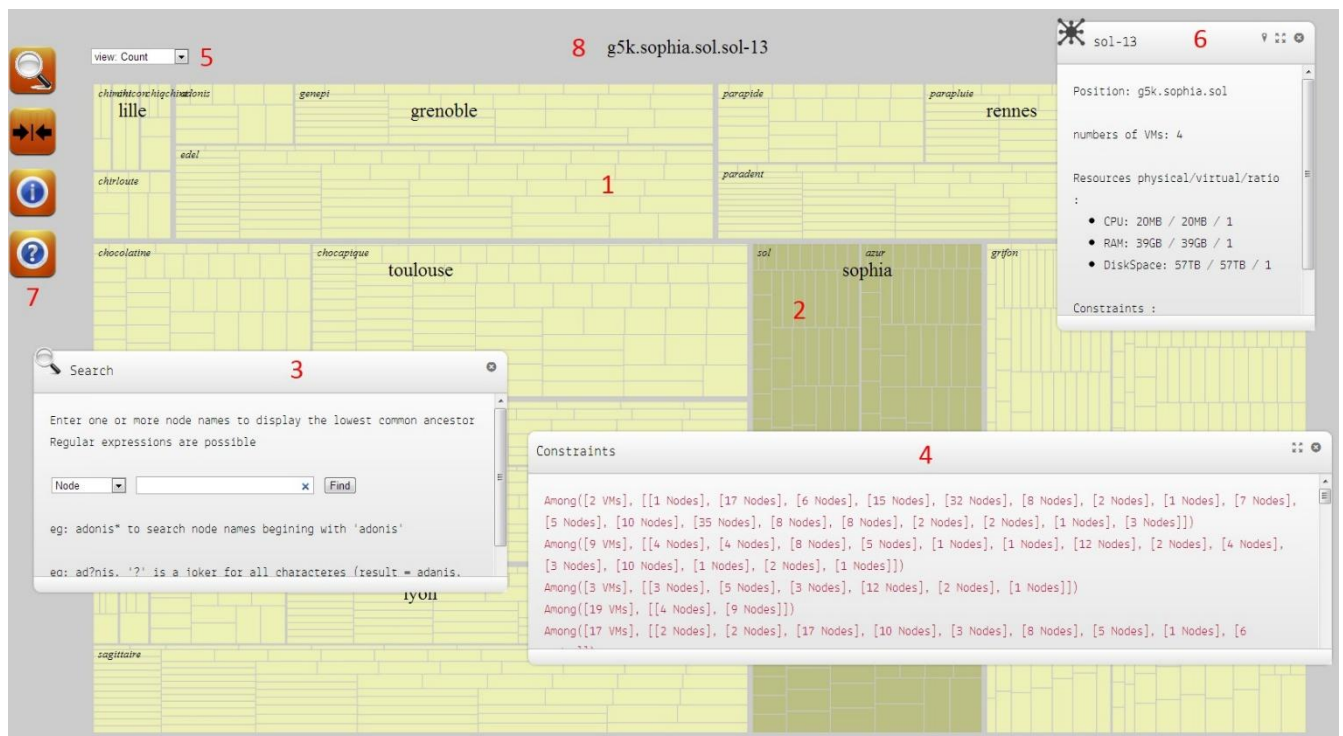 8 g5k.sophia.sol.sol-13
view: Count 5
sol-13 6
Position: g5k.sophia.sol
numbers of VMs: 4
Resources physical/virtual/ratio
:
• CPU: 20MB / 20MB / 1
• RAM: 39GB / 39GB / 1
• DiskSpace: 57TB / 57TB / 1
Constraints :
7
adonis genepi parapide parapluie
lille grenoble rennes
edel
1
chirloute paradent
chocolatine chocapique sol azur grifon
toulouse sophia
2
Search 3
Enter one or more node names to display the lowest common ancestor
Regular expressions are possible
Node Find
eg: adonis* to search node names begining with 'adonis'
eg: ad?nis, '?' is a joker for all characteres (result = adanis,
Constraints 4
Among([2 VMs], [[1 Nodes], [17 Nodes], [6 Nodes], [15 Nodes], [32 Nodes], [8 Nodes], [2 Nodes], [1 Nodes], [7 Nodes],
[5 Nodes], [10 Nodes], [35 Nodes], [8 Nodes], [8 Nodes], [2 Nodes], [2 Nodes], [1 Nodes], [3 Nodes]])
Among([9 VMs], [[4 Nodes], [4 Nodes], [8 Nodes], [5 Nodes], [1 Nodes], [1 Nodes], [12 Nodes], [2 Nodes], [4 Nodes],
[3 Nodes], [10 Nodes], [1 Nodes], [2 Nodes], [1 Nodes]])
Among([3 VMs], [[3 Nodes], [5 Nodes], [3 Nodes], [12 Nodes], [2 Nodes], [1 Nodes]])
Among([19 VMs], [[4 Nodes], [9 Nodes]])
Among([17 VMs], [[2 Nodes], [2 Nodes], [17 Nodes], [10 Nodes], [3 Nodes], [8 Nodes], [5 Nodes], [1 Nodes], [6
lyon
sagittaire